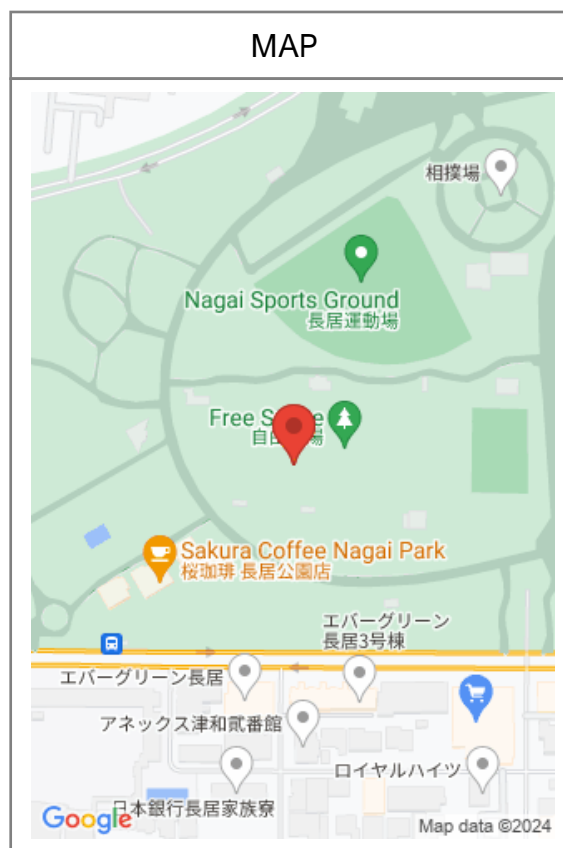 MAP
相撲場
Nagai Sports Ground
長居運動場
Free
自
場
Sakura Coffee Nagai Park
桜珈琲 長居公園店
エバーグリーン
長居3号棟
エバーグリーン長居
アネックス津和貮番館
ロイヤルハイツ
日本銀行長居家族寮
Google
Map data ©2024